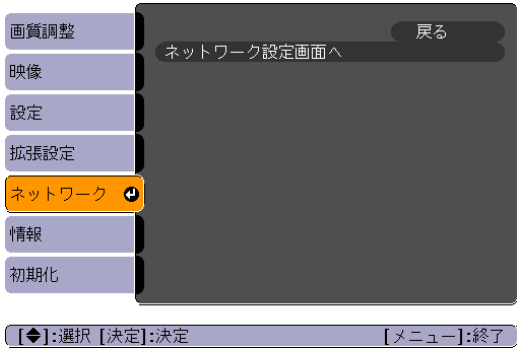 画質調整
映像
設定
拡張設定
ネットワーク
情報
初期化
戻る
ネットワーク設定画面へ
[◆]:選択 [決定]:決定 [メニュー]:終了